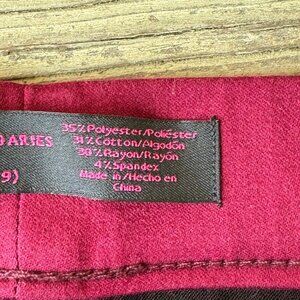 ARIES
9)
35% Polyester/Poliéster
31% Cotton/Algodón
30% Rayon/Rayón
4% Spandex
Made in/Hecho en
China